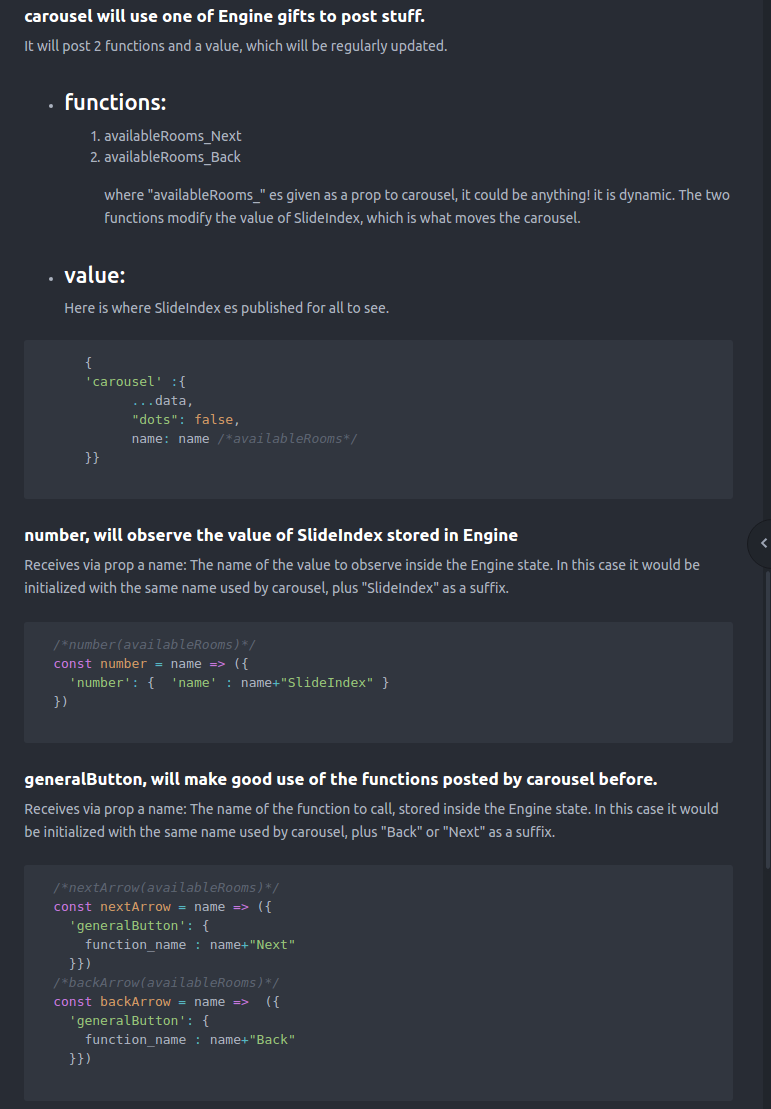 carousel will use one of Engine gifts to post stuff.
It will post 2 functions and a value, which will be regularly updated.
functions:
1. availableRooms_Next
2. availableRooms_Back
where "availableRooms_" es given as a prop to carousel, it could be anything! it is dynamic. The two
functions modify the value of SlideIndex, which is what moves the carousel.
value:
Here is where SlideIndex es published for all to see.
{
'carousel' :{
...data,
"dots": false,
name: name /*availableRooms*/
}}
number, will observe the value of SlideIndex stored in Engine
Receives via prop a name: The name of the value to observe inside the Engine state. In this case it would be
initialized with the same name used by carousel, plus "SlideIndex" as a suffix.
/*number(availableRooms)*/
const number = name => ({
'number': { 'name' : name+"SlideIndex" }
})
generalButton, will make good use of the functions posted by carousel before.
Receives via prop a name: The name of the function to call, stored inside the Engine state. In this case it would
be initialized with the same name used by carousel, plus "Back" or "Next" as a suffix.
/*nextArrow(availableRooms)*/
const nextArrow = name => ({
'generalButton': {
function_name : name+"Next"
}})
/*backArrow(availableRooms)*/
const backArrow = name => ({
'generalButton': {
function_name : name+"Back"
}})